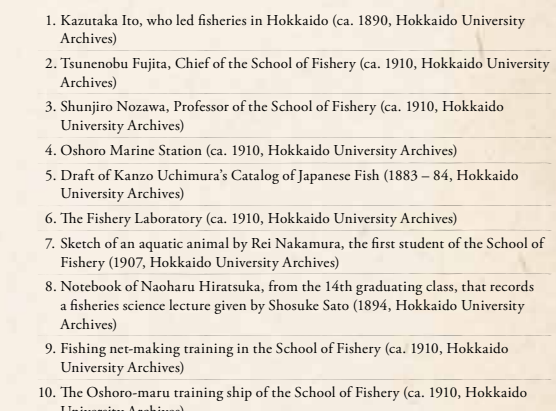 1. Kazutaka Ito, who led fisheries in Hokkaido (ca. 1890, Hokkaido University
Archives)
2. Tsunenobu Fujita, Chief of the School of Fishery (ca. 1910, Hokkaido University
Archives)
3. Shunjiro Nozawa, Professor of the School of Fishery (ca. 1910, Hokkaido
University Archives)
4. Oshoro Marine Station (ca. 1910, Hokkaido University Archives)
5. Draft of Kanzo Uchimura’s Catalog of Japanese Fish (1883 – 84, Hokkaido
University Archives)
6. The Fishery Laboratory (ca. 1910, Hokkaido University Archives)
7. Sketch of an aquatic animal by Rei Nakamura, the first student of the School of
Fishery (1907, Hokkaido University Archives)
8. Notebook of Naoharu Hiratsuka, from the 14th graduating class, that records
a fisheries science lecture given by Shosuke Sato (1894, Hokkaido University
Archives)
9. Fishing net-making training in the School of Fishery (ca. 1910, Hokkaido
University Archives)
10. The Oshoro-maru training ship of the School of Fishery (ca. 1910, Hokkaido
University Archives)